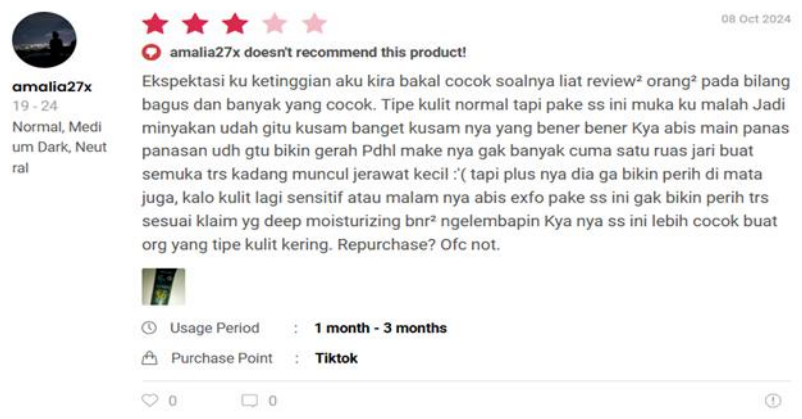 08 Oct 2024
amalia27x doesn't recommend this product!
amalia27x
19 - 24
Normal, Medi
um Dark, Neut
ral
Ekspektasi ku ketinggian aku kira bakal cocok soalnya liat review² orang² pada bilang
bagus dan banyak yang cocok. Tipe kulit normal tapi pake ss ini muka ku malah Jadi
minyakan udah gitu kusam banget kusam nya yang bener bener Kya abis main panas
panasan udh gtu bikin gerah Pdhl make nya gak banyak cuma satu ruas jari buat
semuka trs kadang muncul jerawat kecil :'( tapi plus nya dia ga bikin perih di mata
juga, kalo kulit lagi sensitif atau malam nya abis exfo pake ss ini gak bikin perih trs
sesuai klaim yg deep moisturizing bnr² ngelembapin Kya nya ss ini lebih cocok buat
org yang tipe kulit kering. Repurchase? Ofc not.
Usage Period : 1 month - 3 months
Purchase Point : Tiktok
0 0